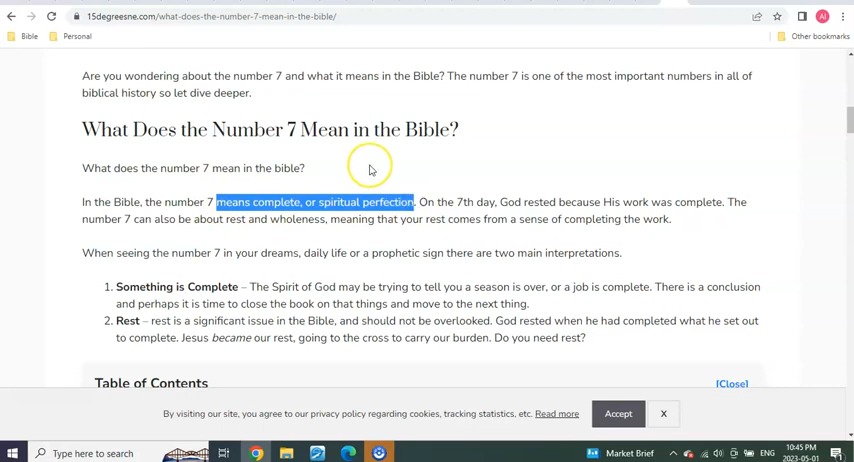 15degreesne.com/what-does-the-number-7-mean-in-the-bible/
AI
Bible
Personal
Other bookmarks
Are you wondering about the number 7 and what it means in the Bible? The number 7 is one of the most important numbers in all of
biblical history so let dive deeper.
What Does the Number 7 Mean in the Bible?
What does the number 7 mean in the bible?
In the Bible, the number 7 means complete, or spiritual perfection. On the 7th day, God rested because His work was complete. The
number 7 can also be about rest and wholeness, meaning that your rest comes from a sense of completing the work.
When seeing the number 7 in your dreams, daily life or a prophetic sign there are two main interpretations.
1. Something is Complete – The Spirit of God may be trying to tell you a season is over, or a job is complete. There is a conclusion
and perhaps it is time to close the book on that things and move to the next thing.
2. Rest – rest is a significant issue in the Bible, and should not be overlooked. God rested when he had completed what he set out
to complete. Jesus became our rest, going to the cross to carry our burden. Do you need rest?
Table of Contents
[Close]
By visiting our site, you agree to our privacy policy regarding cookies, tracking statistics, etc. Read more
Accept
X
Type here to search
Market Brief
ENG
10:45 PM
2023-05-01